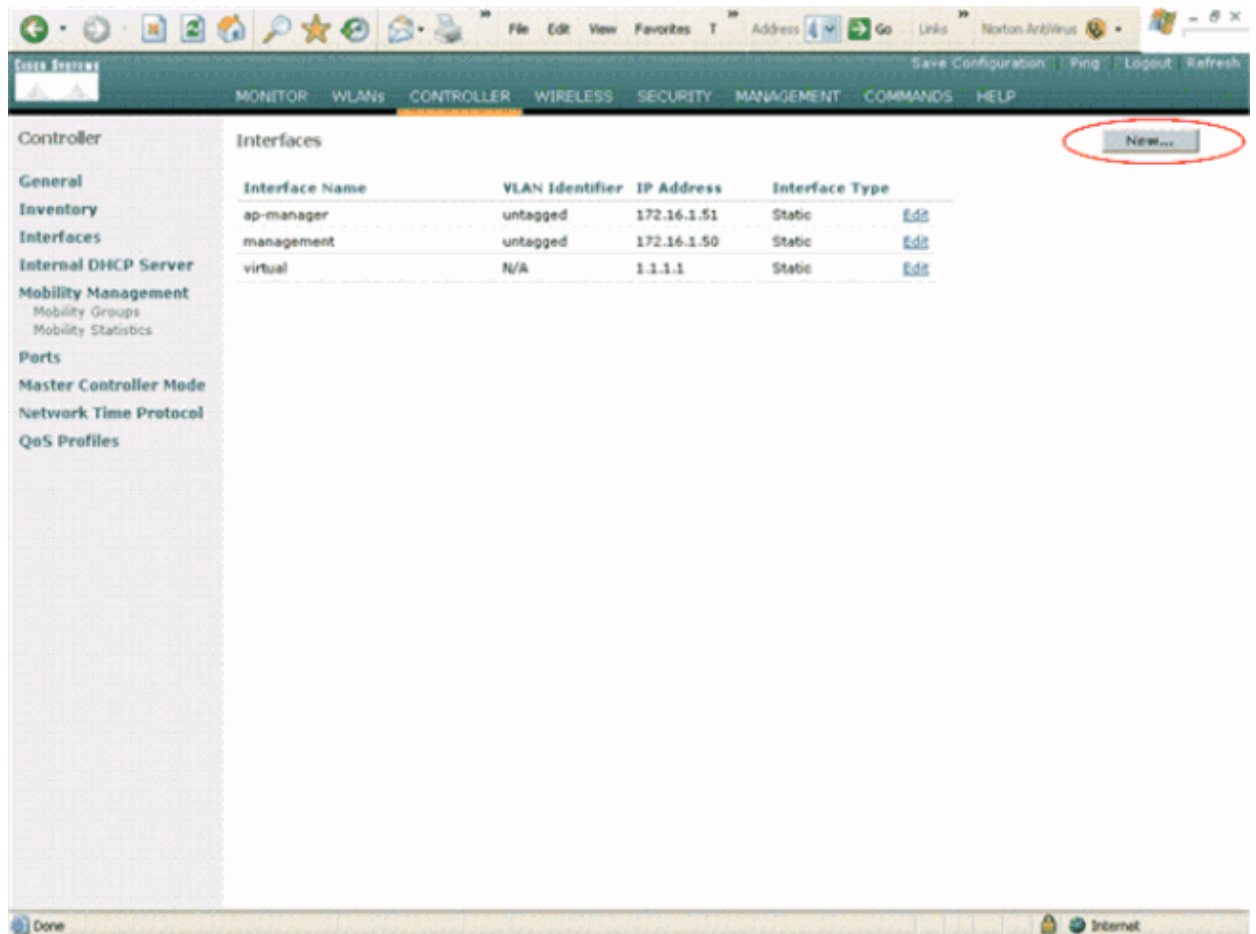 » File Edit View Favorites T » Address Go Links » Norton AntiVirus
CISCO SYSTEMS
Save Configuration | Ping | Logout | Refresh
MONITOR WLANs CONTROLLER WIRELESS SECURITY MANAGEMENT COMMANDS HELP
Controller
General
Inventory
Interfaces
Internal DHCP Server
Mobility Management
Mobility Groups
Mobility Statistics
Ports
Master Controller Mode
Network Time Protocol
QoS Profiles
Interfaces
New...
Interface Name VLAN Identifier IP Address Interface Type
ap-manager untagged 172.16.1.51 Static Edit
management untagged 172.16.1.50 Static Edit
virtual N/A 1.1.1.1 Static Edit
Done Internet